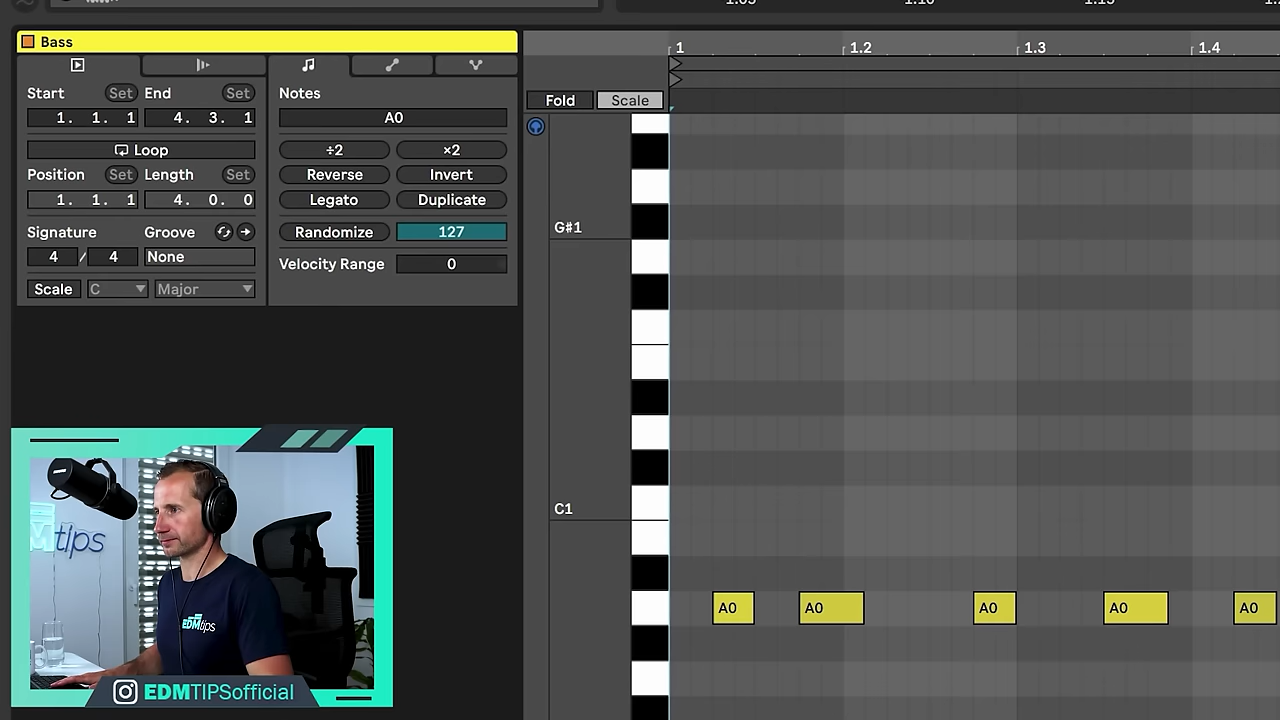 1.05 1.10 1.15
Bass
Start Set End Set
1. 1. 1 4. 3. 1
Loop
Position Set Length Set
1. 1. 1 4. 0. 0
Signature Groove
4 / 4 None
Scale C Major
Notes
A0
÷2 ×2
Reverse Invert
Legato Duplicate
Randomize 127
Velocity Range 0
1 1.2 1.3 1.4
Fold Scale
G#1
C1
A0 A0 A0 A0 A0
tips
EDMtips
EDMTIPSofficial